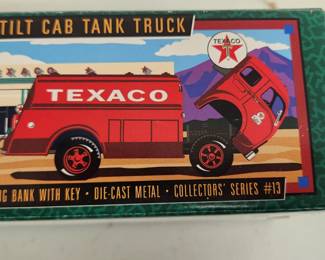 TILT CAB TANK TRUCK
TEXACO
T
TEXACO
BANK WITH KEY • DIE-CAST METAL • COLLECTORS' SERIES #13